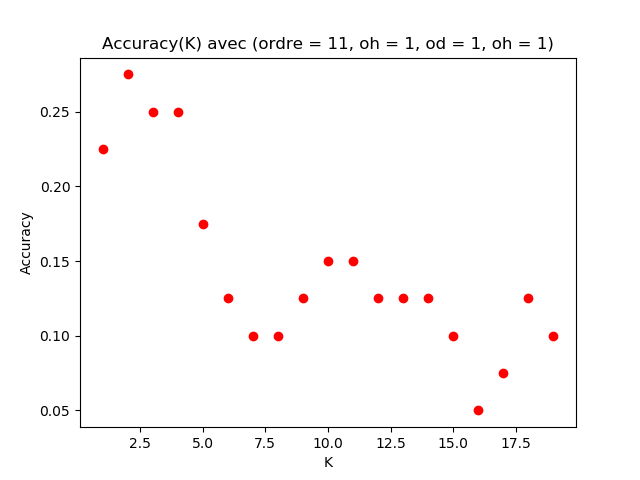 Accuracy(K) avec (ordre = 11, oh = 1, od = 1, oh = 1)
0.25
0.20
0.15
0.10
0.05
Accuracy
2.5 5.0 7.5 10.0 12.5 15.0 17.5
K